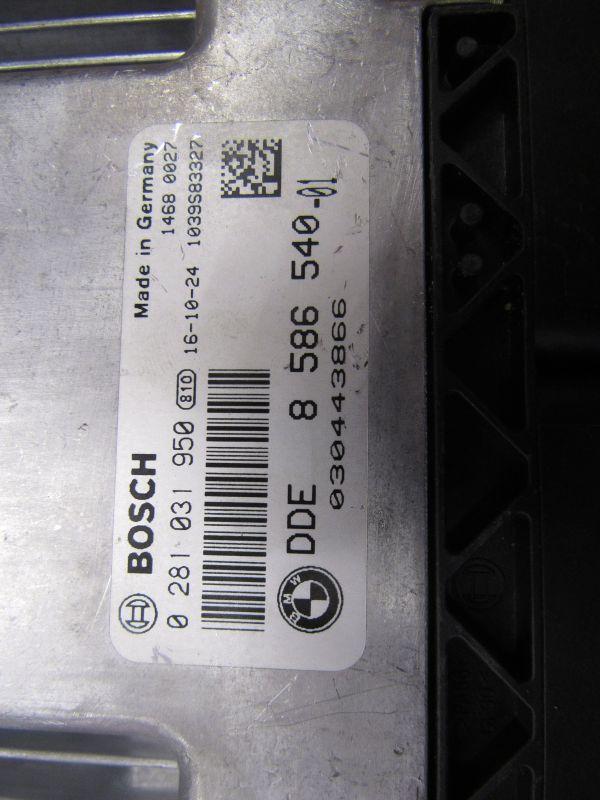 Made in Germany
1468 0027
1039S83327
BOSCH
0 281 031 950 810 16-10-24
DDE 8 586 540-01
030443866
BMW